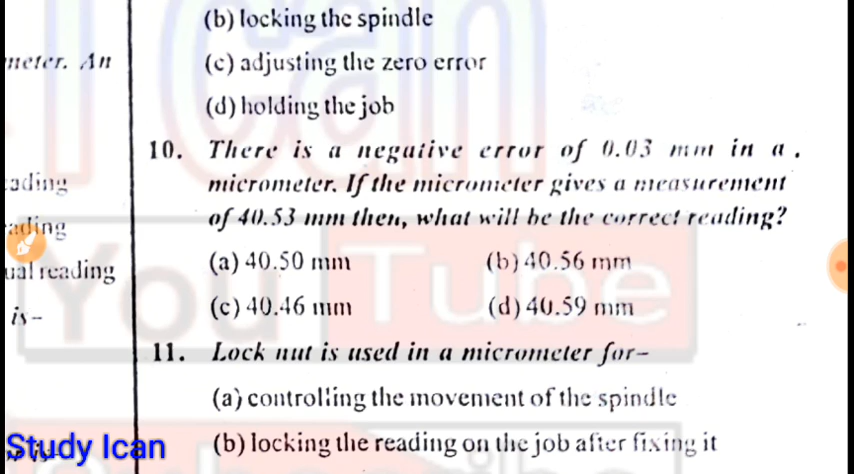 (b) locking the spindle
meter. An
(c) adjusting the zero error
(d) holding the job
10. There is a negative error of 0.03 mm in a
ading
micrometer. If the micrometer gives a measurement
ading
of 40.53 mm then, what will be the correct reading?
ual reading
(a) 40.50 mm (b) 40.56 mm
is-
(c) 40.46 mm (d) 40.59 mm
11. Lock nut is used in a micrometer for-
(a) controlling the movement of the spindle
Study Ican
(b) locking the reading on the job after fixing it
I Can
YouTube